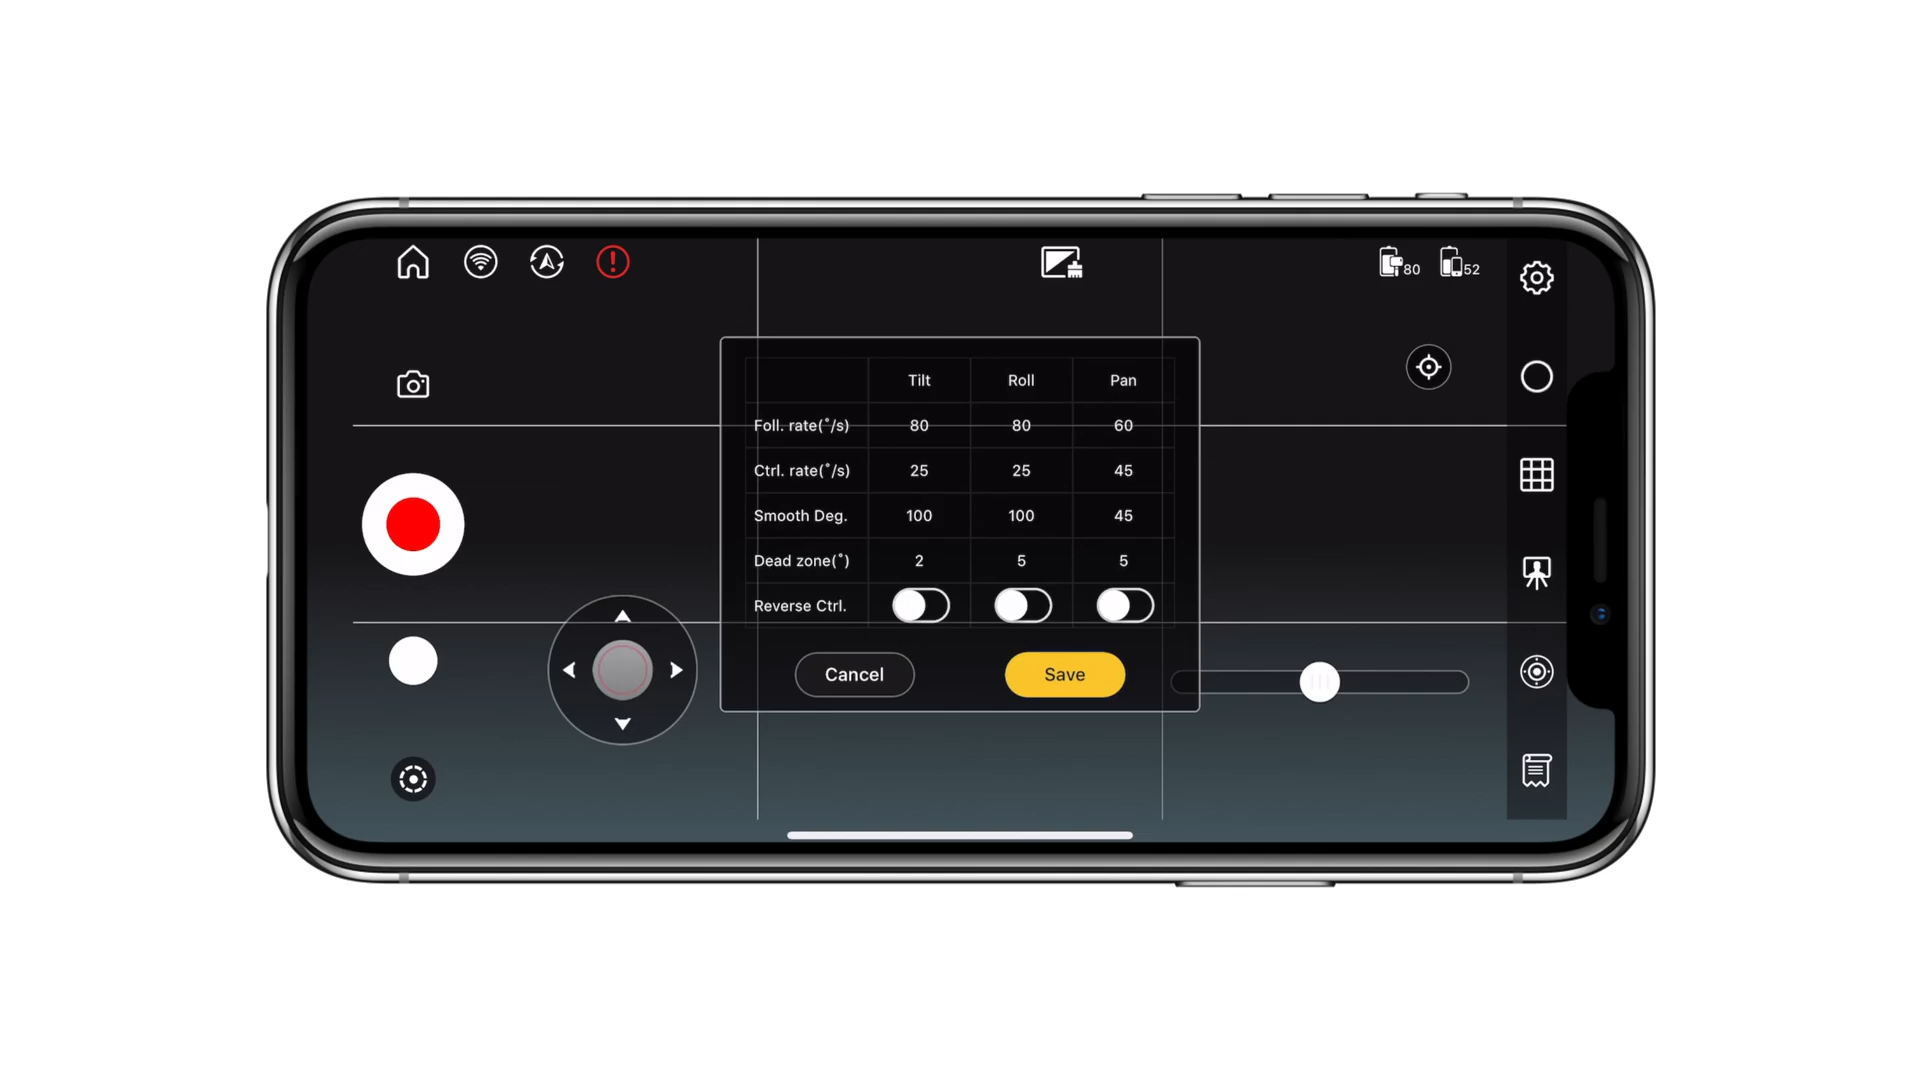 80 52
Tilt Roll Pan
Foll. rate(°/s) 80 80 60
Ctrl. rate(°/s) 25 25 45
Smooth Deg. 100 100 45
Dead zone(°) 2 5 5
Reverse Ctrl.
Cancel Save